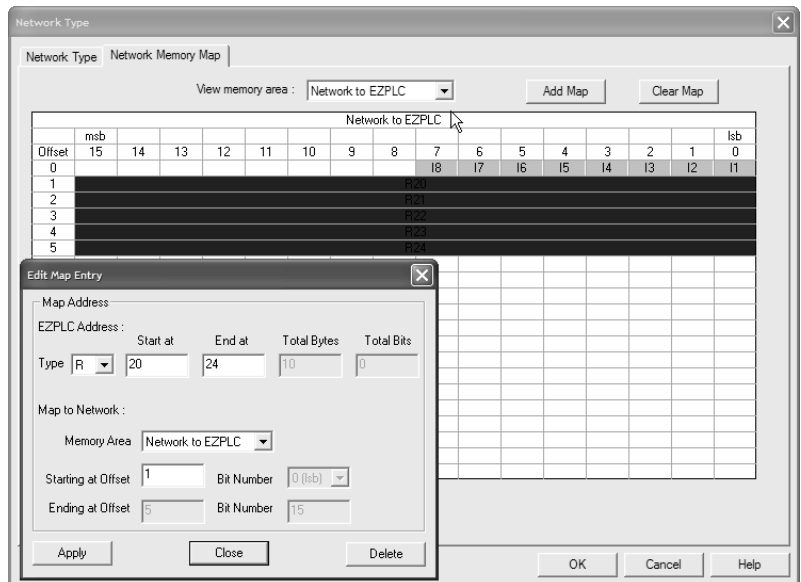 Network Type
Network Type Network Memory Map
View memory area : Network to EZPLC Add Map Clear Map
Network to EZPLC
msb lsb
Offset 15 14 13 12 11 10 9 8 7 6 5 4 3 2 1 0
0 I8 I7 I6 I5 I4 I3 I2 I1
1 R20
2 R21
3 R22
4 R23
5 R24
Edit Map Entry
Map Address
EZPLC Address :
Start at End at Total Bytes Total Bits
Type R 20 24 10 0
Map to Network :
Memory Area Network to EZPLC
Starting at Offset 1 Bit Number 0 (lsb)
Ending at Offset 5 Bit Number 15
Apply Close Delete
OK Cancel Help